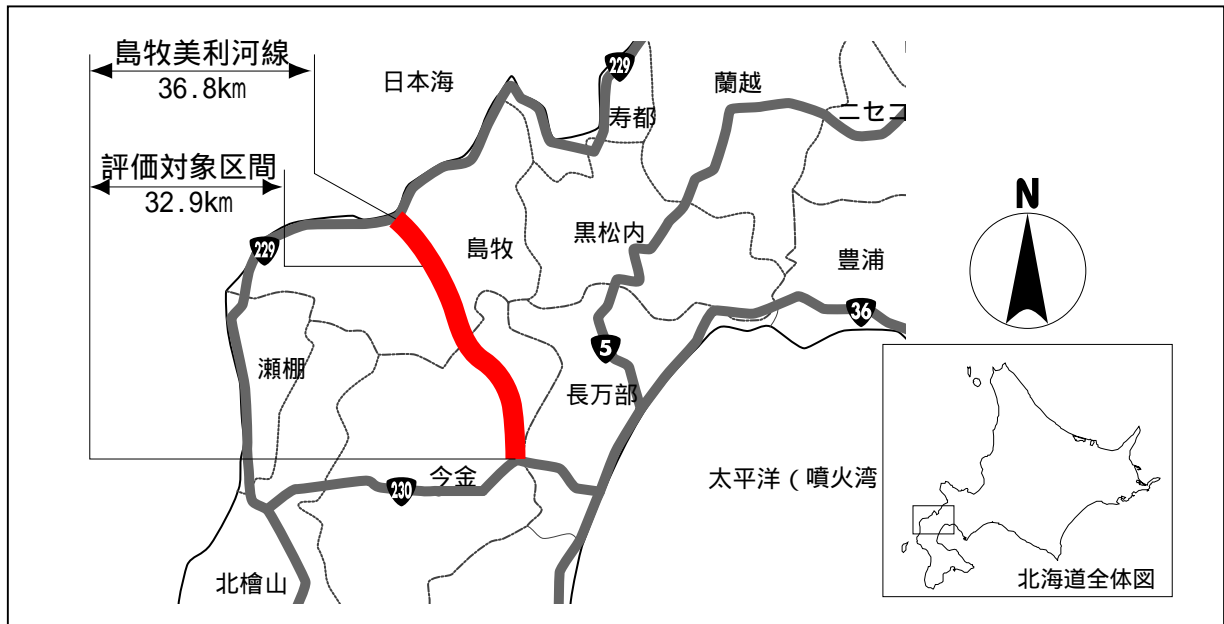 島牧美利河線
36.8km
日本海
229
蘭越
寿都
ニセコ
評価対象区間
32.9km
229
島牧
黒松内
豊浦
N
36
5
瀬棚
長万部
今金
230
太平洋(噴火湾
北檜山
北海道全体図